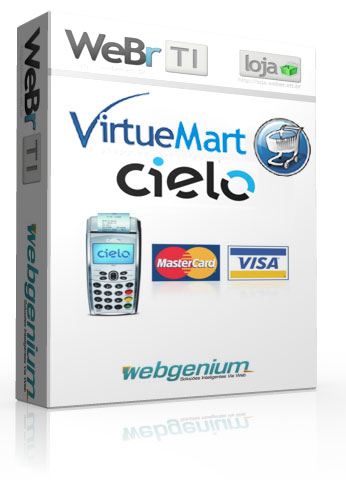 WeBr TI
loja
VirtueMart
cielo
cielo
MasterCard
VISA
webgenium
Soluções Inteligentes Via Web
WeBr TI
webgenium